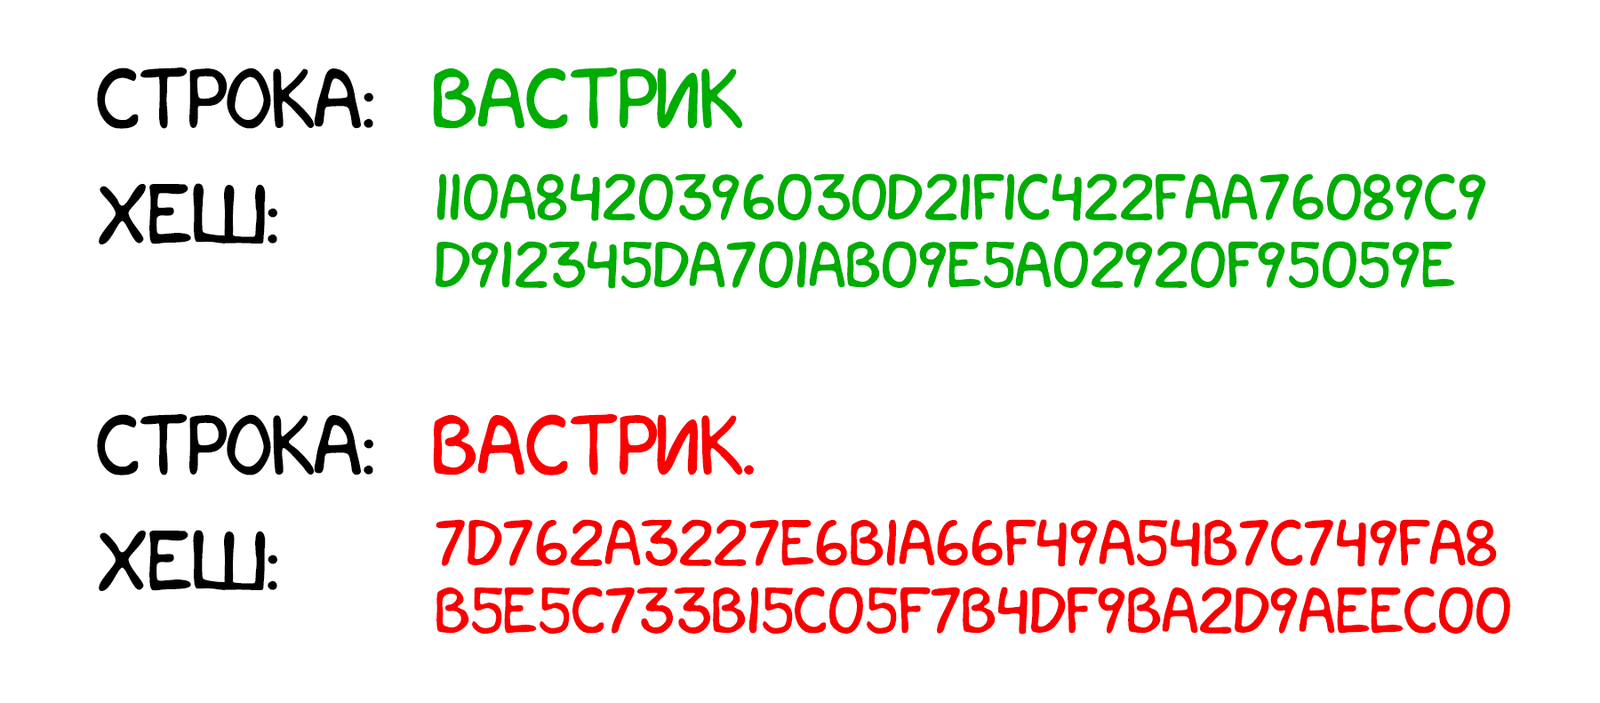 СТРОКА: ВАСТРИК
ХЕШ: 110A8420396030D21F1C422FAA76089C9
D912345DA701AB09E5A02920F95059E
СТРОКА: ВАСТРИК.
ХЕШ: 7D762A3227E6B1A66F49A54B7C749FA8
B5E5C733B15C05F7B4DF9BA2D9AEEC00